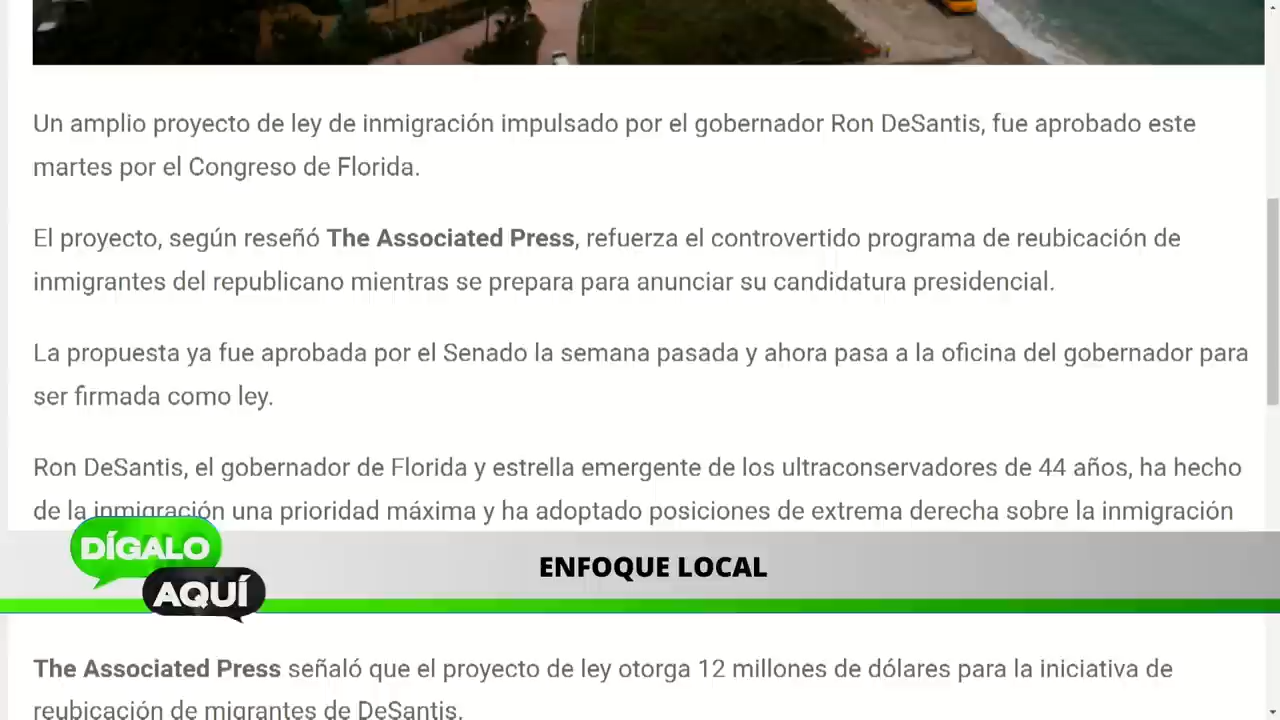 Un amplio proyecto de ley de inmigración impulsado por el gobernador Ron DeSantis, fue aprobado este
martes por el Congreso de Florida.
El proyecto, según reseñó The Associated Press, refuerza el controvertido programa de reubicación de
inmigrantes del republicano mientras se prepara para anunciar su candidatura presidencial.
La propuesta ya fue aprobada por el Senado la semana pasada y ahora pasa a la oficina del gobernador para
ser firmada como ley.
Ron DeSantis, el gobernador de Florida y estrella emergente de los ultraconservadores de 44 años, ha hecho
de la inmigración una prioridad máxima y ha adoptado posiciones de extrema derecha sobre la inmigración
DÍGALO
AQUÍ
ENFOQUE LOCAL
The Associated Press señaló que el proyecto de ley otorga 12 millones de dólares para la iniciativa de
reubicación de migrantes de DeSantis.